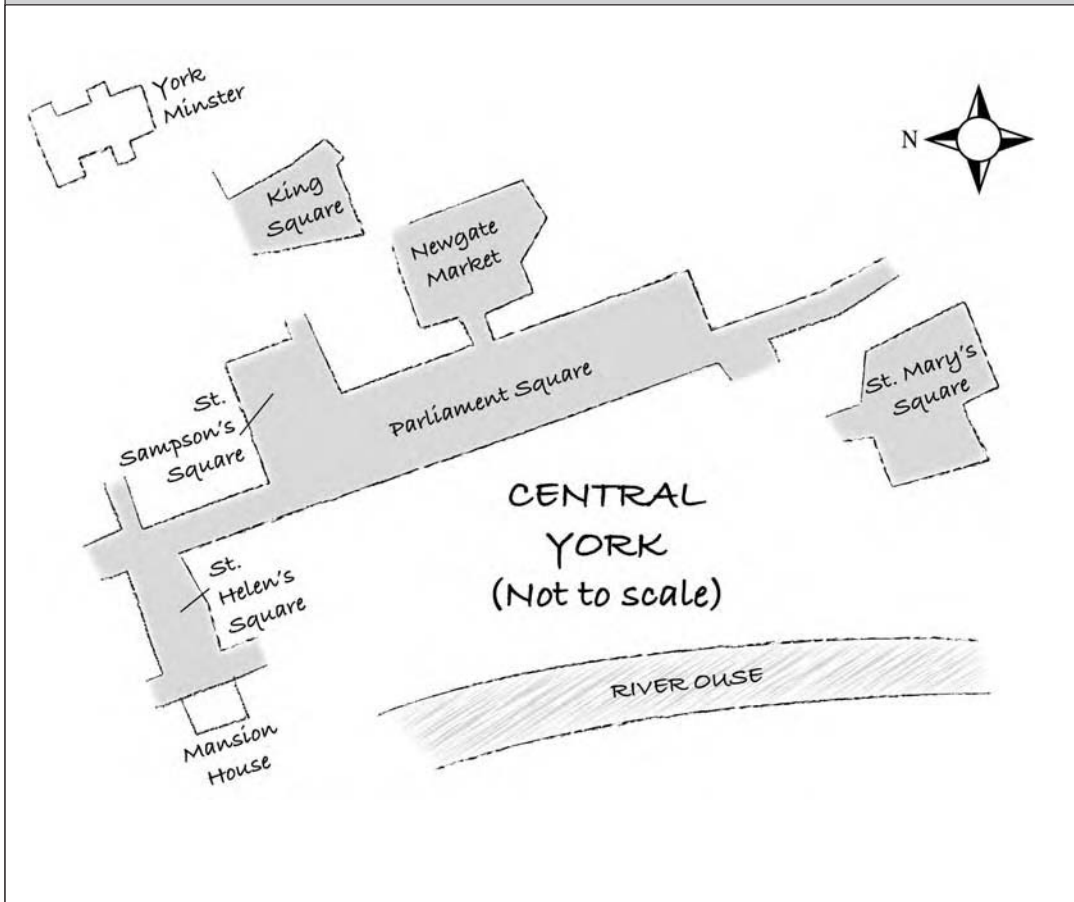 York
Minster
N
King
Square
Newgate
Market
St.
Sampson's
Square
Parliament Square
St. Mary's
Square
CENTRAL
YORK
(Not to scale)
St.
Helen's
Square
RIVER OUSE
Mansion
House